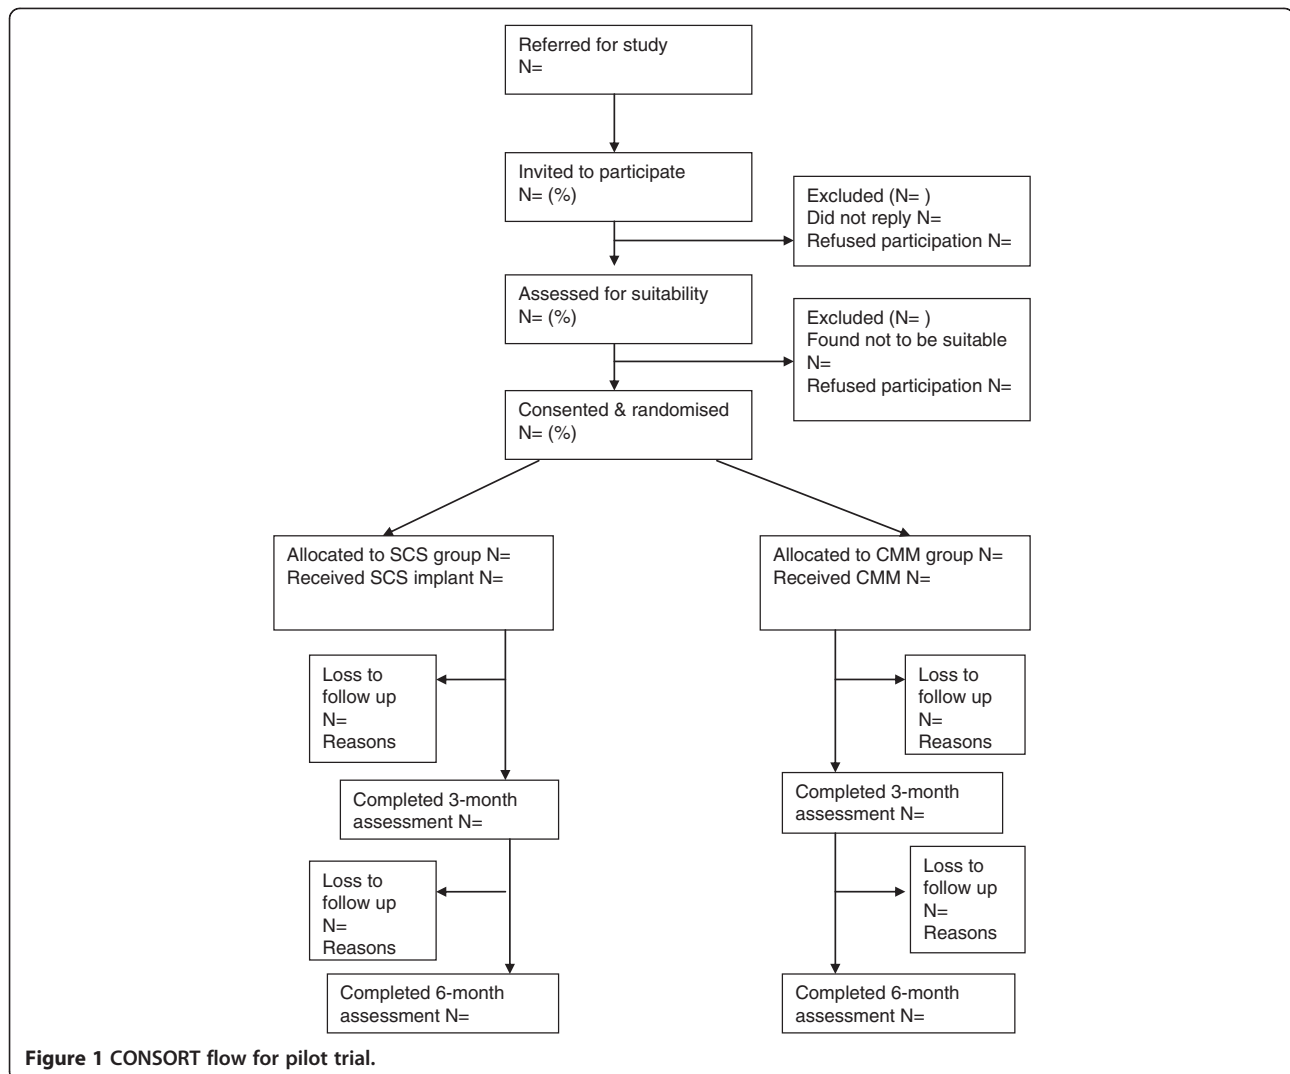 Referred for study
N=
Invited to participate
N= (%)
Excluded (N= )
Did not reply N=
Refused participation N=
Assessed for suitability
N= (%)
Excluded (N= )
Found not to be suitable
N=
Refused participation N=
Consented & randomised
N= (%)
Allocated to SCS group N=
Received SCS implant N=
Allocated to CMM group N=
Received CMM N=
Loss to
follow up
N=
Reasons
Loss to
follow up
N=
Reasons
Completed 3-month
assessment N=
Completed 3-month
assessment N=
Loss to
follow up
N=
Reasons
Loss to
follow up
N=
Reasons
Completed 6-month
assessment N=
Completed 6-month
assessment N=
Figure 1 CONSORT flow for pilot trial.